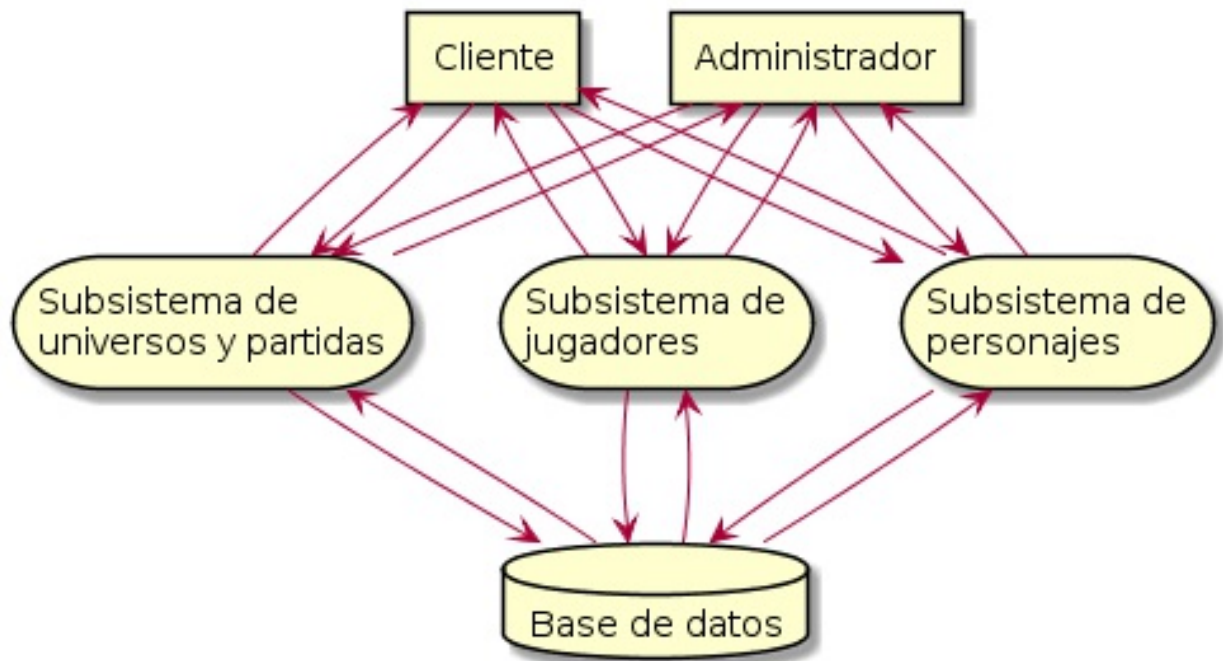 Cliente
Administrador
Subsistema de
universos y partidas
Subsistema de
jugadores
Subsistema de
personajes
Base de datos